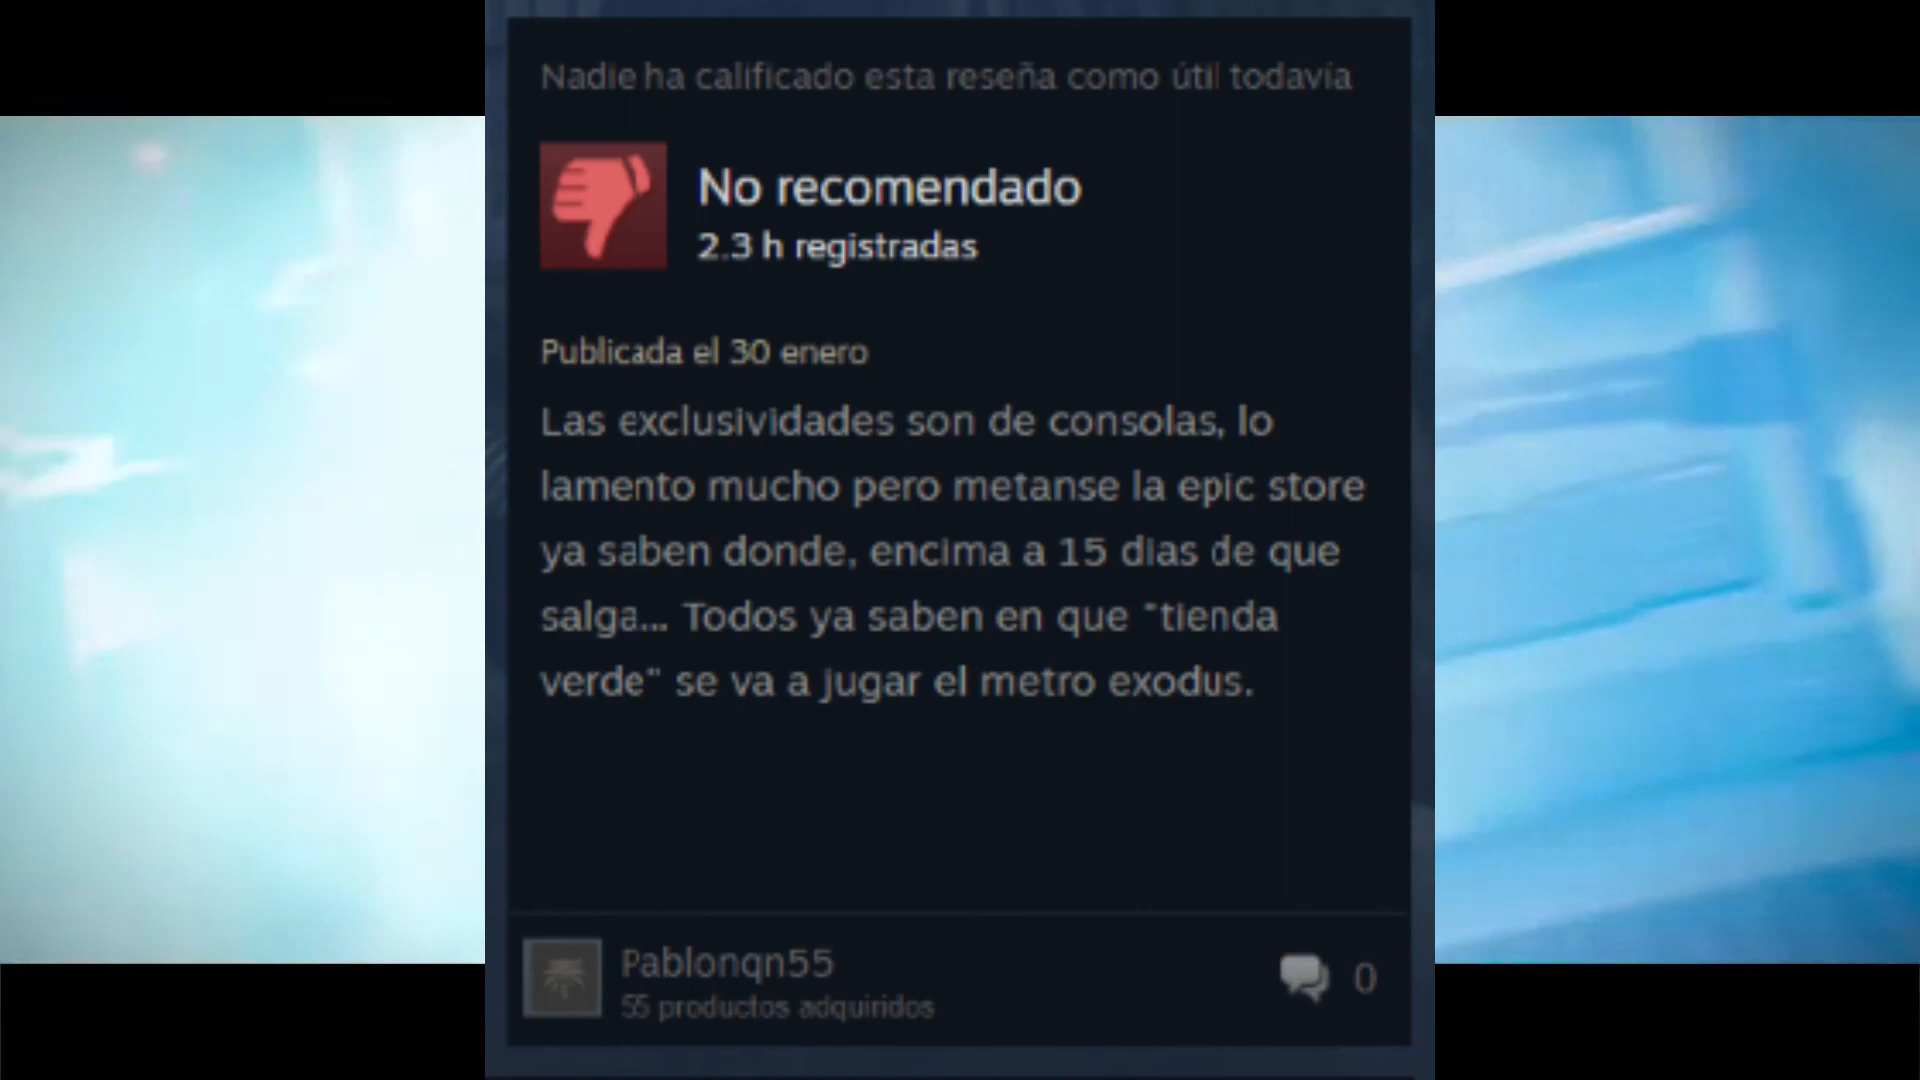 Nadie ha calificado esta reseña como útil todavía
No recomendado
2.3 h registradas
Publicada el 30 enero
Las exclusividades son de consolas, lo
lamento mucho pero metanse la epic store
ya saben donde, encima a 15 dias de que
salga... Todos ya saben en que "tienda
verde" se va a jugar el metro exodus.
Pablonqn55
0
55 productos adquiridos